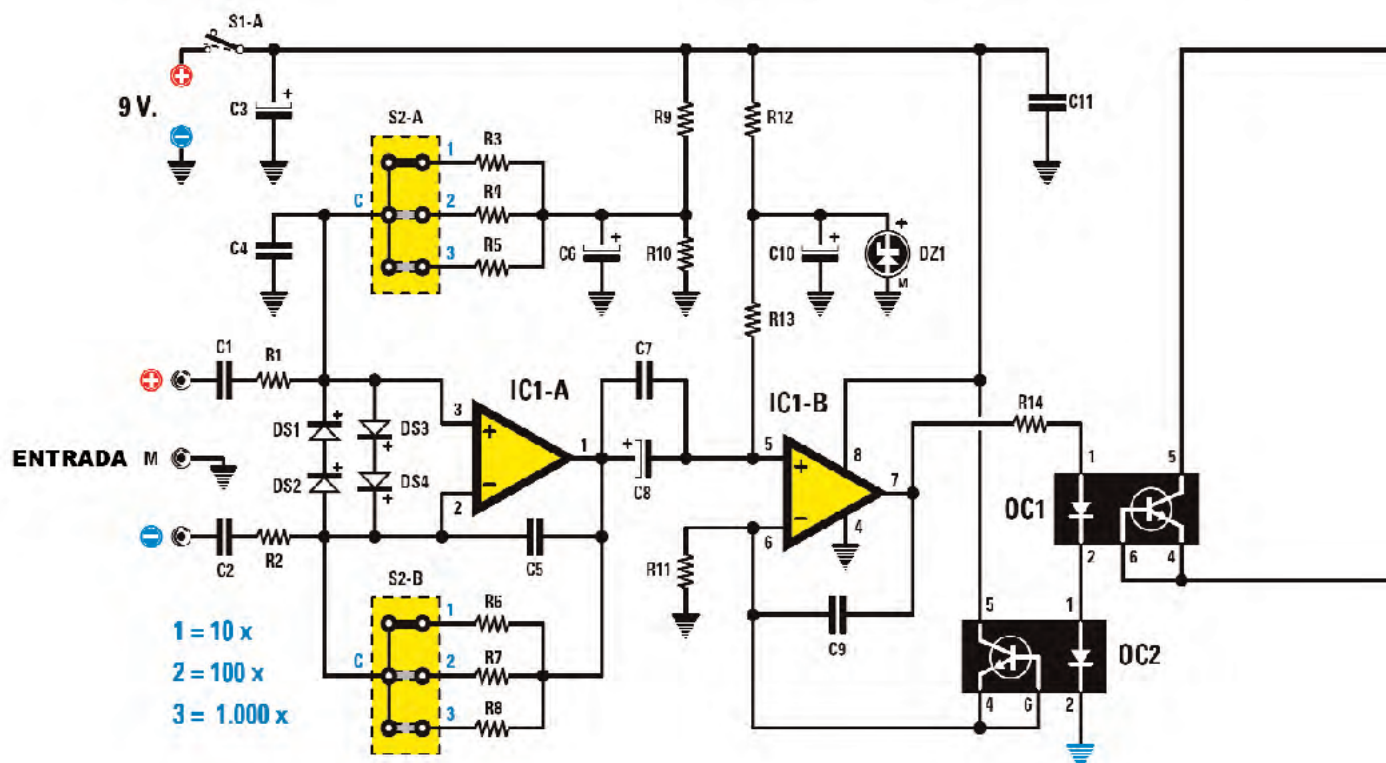 S1-A
9 V.
C3
S2-A
1
R3
C
2
R4
3
R5
C4
C6
R9
R10
R12
C10
DZ1
M
C11
R13
C1
R1
ENTRADA M
DS1
DS3
DS2
DS4
C2
R2
IC1-A
3
2
1
C7
C8
C5
IC1-B
5
6
8
4
7
R11
C9
R14
S2-B
1
R6
C
2
R7
3
R8
1 = 10 x
2 = 100 x
3 = 1.000 x
OC1
1
5
2
6
4
OC2
5
1
4
6
2